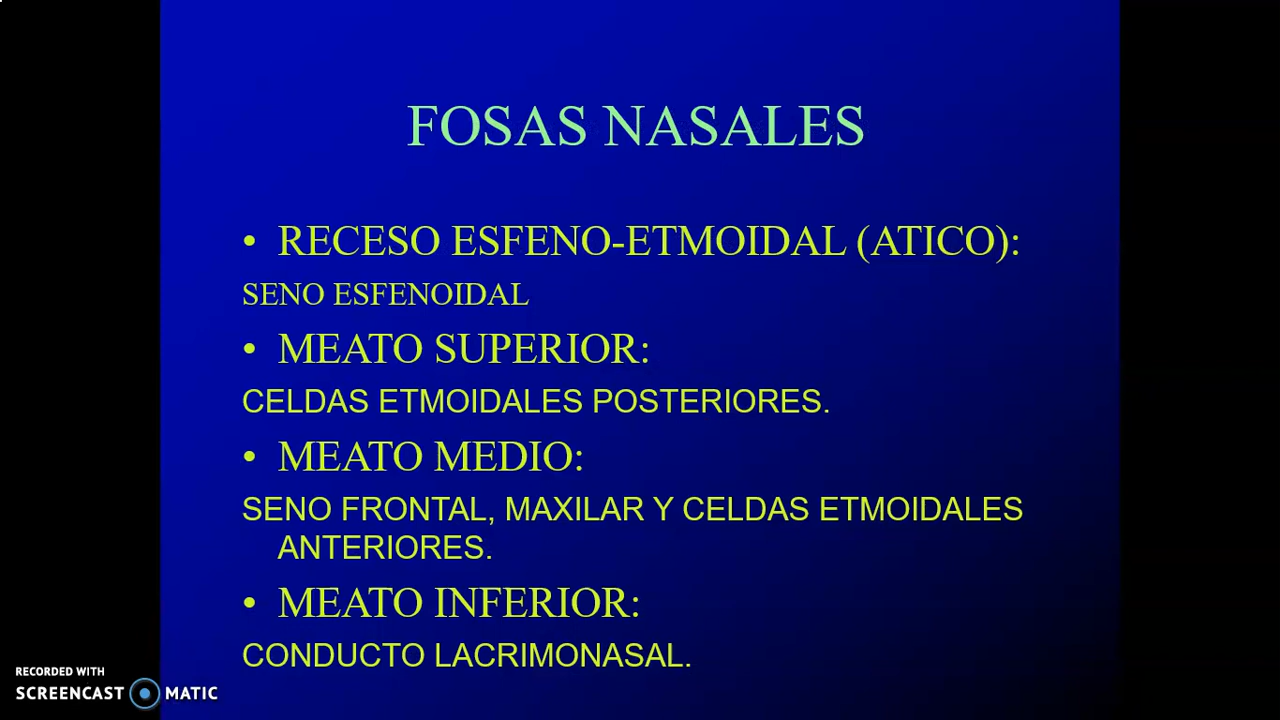 FOSAS NASALES
• RECESO ESFENO-ETMOIDAL (ATICO):
SENO ESFENOIDAL
• MEATO SUPERIOR:
CELDAS ETMOIDALES POSTERIORES.
• MEATO MEDIO:
SENO FRONTAL, MAXILAR Y CELDAS ETMOIDALES
ANTERIORES.
• MEATO INFERIOR:
CONDUCTO LACRIMONASAL.
RECORDED WITH
SCREENCAST MATIC